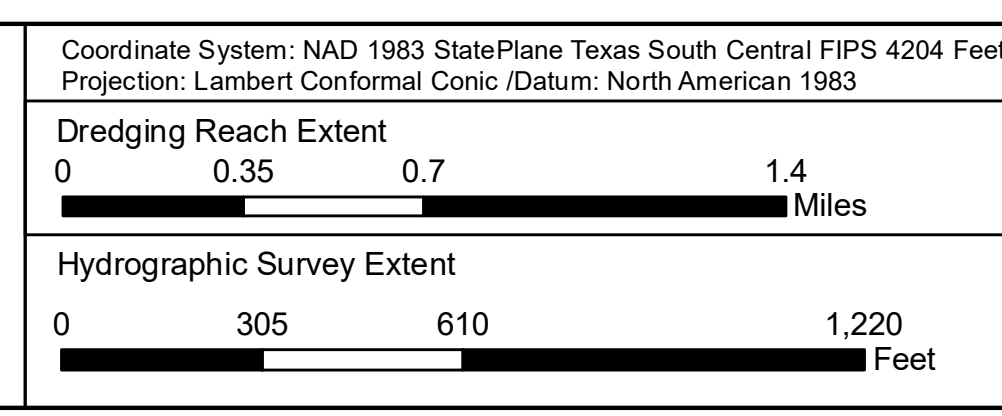 Coordinate System: NAD 1983 StatePlane Texas South Central FIPS 4204 Feet
Projection: Lambert Conformal Conic /Datum: North American 1983
Dredging Reach Extent
0 0.35 0.7 1.4
Miles
Hydrographic Survey Extent
0 305 610 1,220
Feet